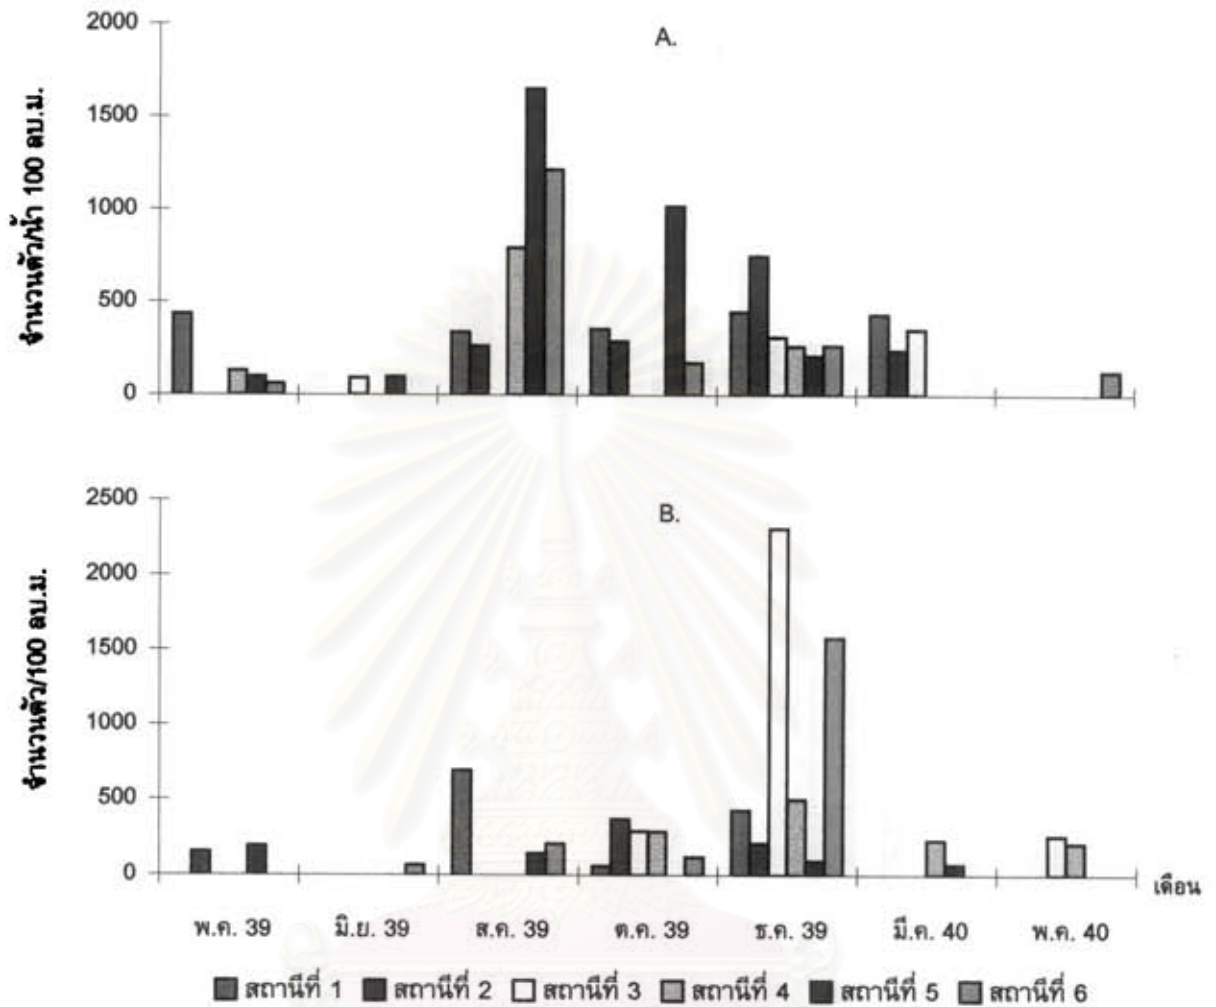 A.
จำนวนตัว/น้ำ 100 ลบ.ม.
2000
1500
1000
500
0
B.
จำนวนตัว/100 ลบ.ม.
2500
2000
1500
1000
500
0
เดือน
พ.ค. 39 มิ.ย. 39 ส.ค. 39 ต.ค. 39 ธ.ค. 39 มี.ค. 40 พ.ค. 40
สถานีที่ 1 สถานีที่ 2 สถานีที่ 3 สถานีที่ 4 สถานีที่ 5 สถานีที่ 6